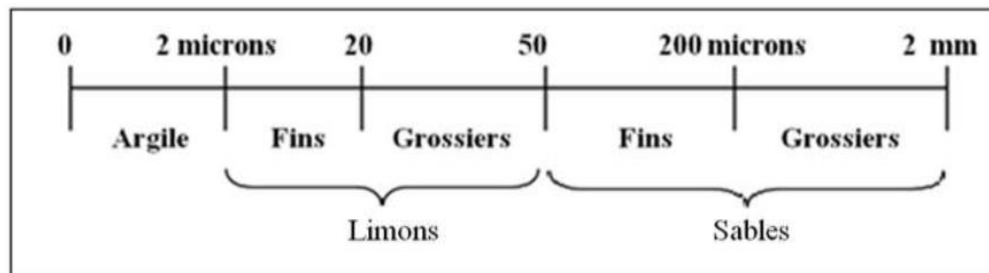 0 2 microns 20 50 200 microns 2 mm
Argile Fins Grossiers Fins Grossiers
Limons Sables